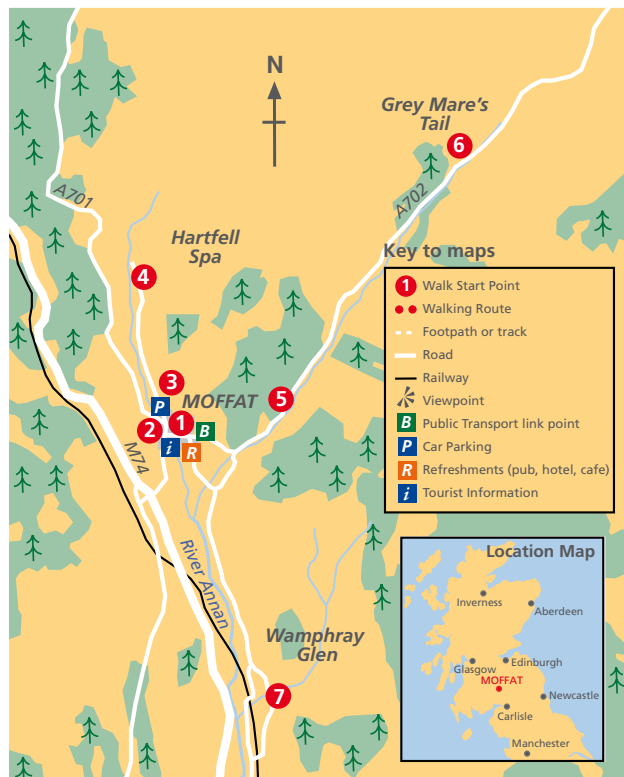 N
Grey Mare's
Tail
6
A701
A702
Hartfell
Spa
4
Key to maps
1 Walk Start Point
Walking Route
Footpath or track
Road
Railway
Viewpoint
B Public Transport link point
P Car Parking
R Refreshments (pub, hotel, cafe)
i Tourist Information
3
P
MOFFAT
5
2
1
B
i
R
M74
River Annan
Wamphray
Glen
7
Location Map
Inverness
Aberdeen
Glasgow
Edinburgh
MOFFAT
Newcastle
Carlisle
Manchester